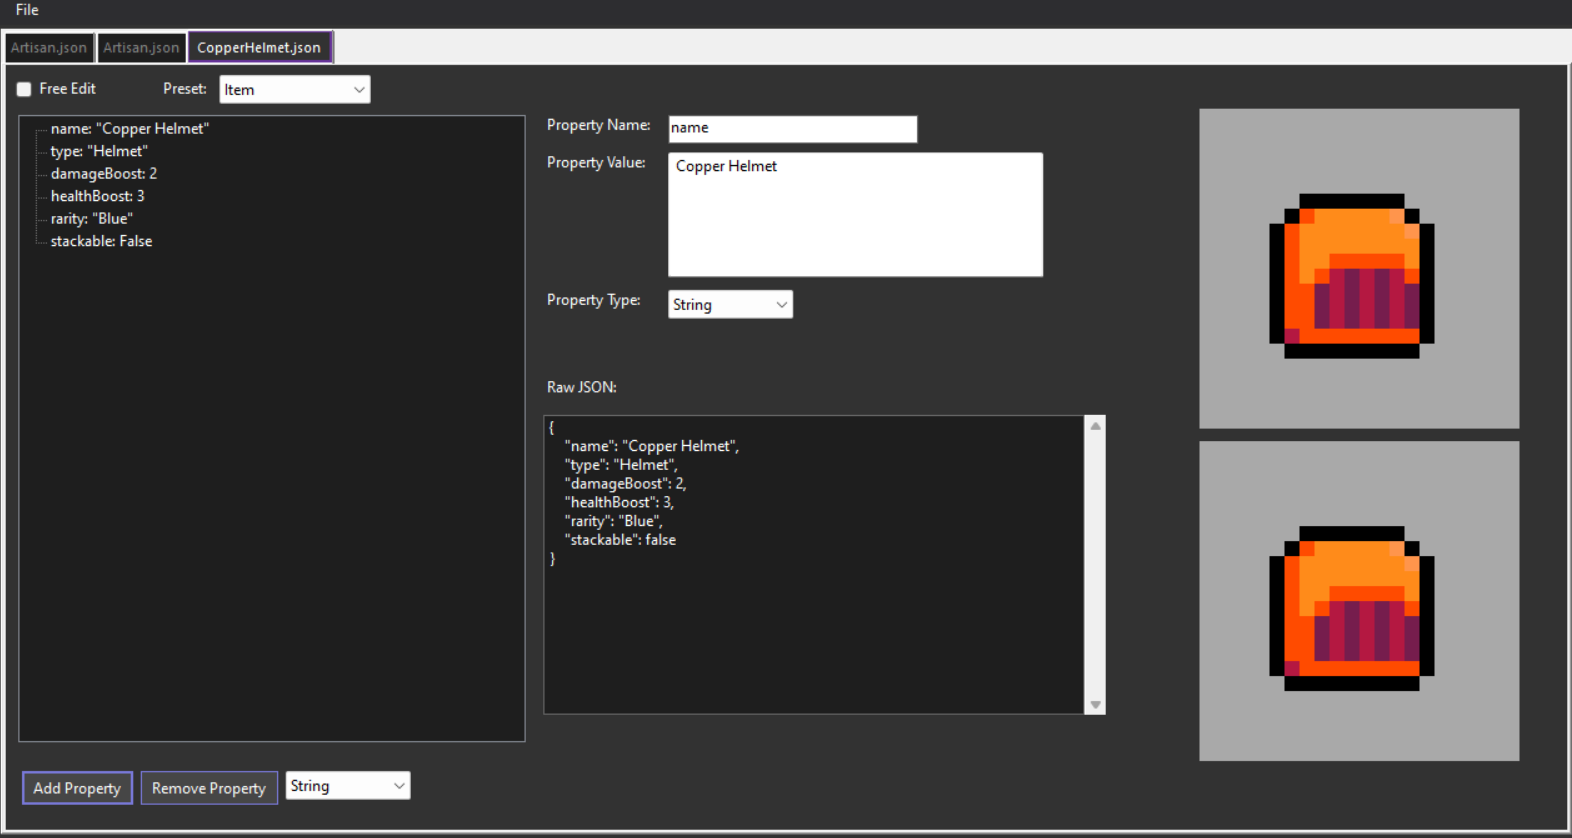 File
Artisan.json
Artisan.json
CopperHelmet.json
Free Edit
Preset:
Item
name: "Copper Helmet"
type: "Helmet"
damageBoost: 2
healthBoost: 3
rarity: "Blue"
stackable: False
Property Name:
name
Property Value:
Copper Helmet
Property Type:
String
Raw JSON:
{
"name": "Copper Helmet",
"type": "Helmet",
"damageBoost": 2,
"healthBoost": 3,
"rarity": "Blue",
"stackable": false
}
Add Property
Remove Property
String